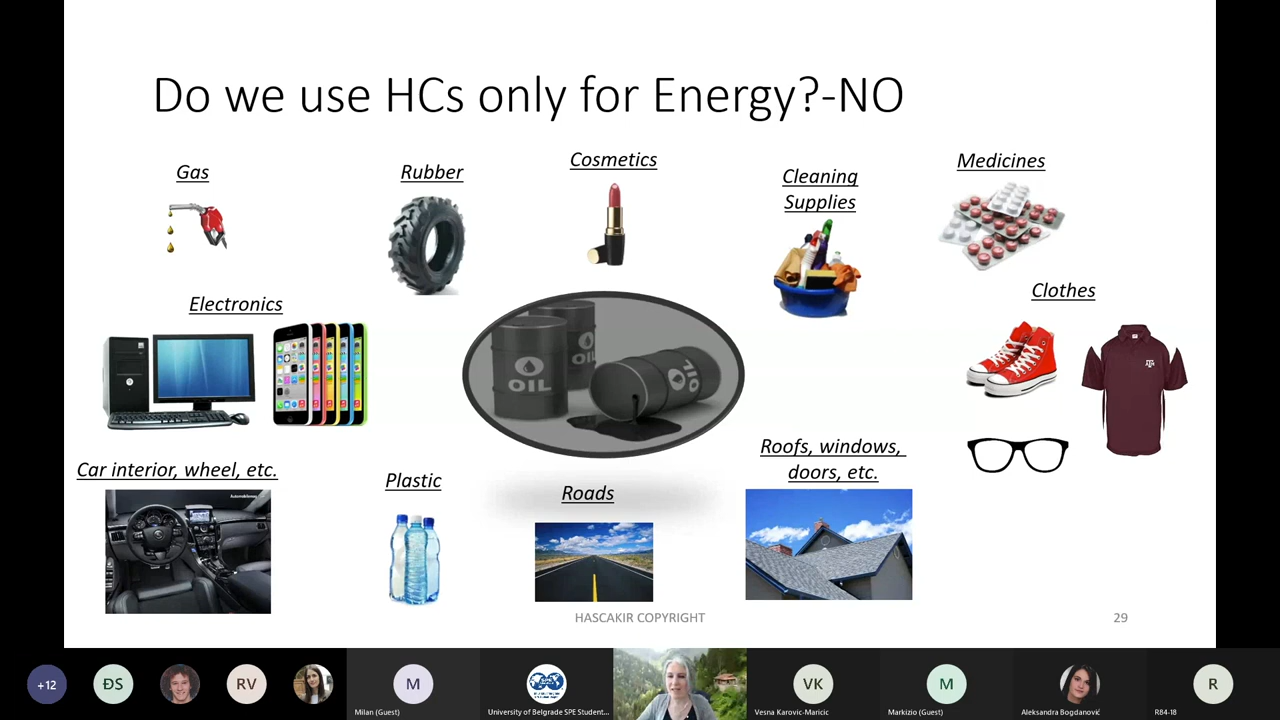 Do we use HCs only for Energy?-NO
Gas
Rubber
Cosmetics
Cleaning
Supplies
Medicines
Electronics
Clothes
OIL
OIL
OIL
ATM
Car interior, wheel, etc.
Plastic
Roads
Roofs, windows,
doors, etc.
HASCAKIR COPYRIGHT
29
+12
ĐS
RV
M
VK
M
R
Milan (Guest)
University of Belgrade SPE Student...
Vesna Karovic-Maricic
Markizio (Guest)
Aleksandra Bogdanović
R84-18